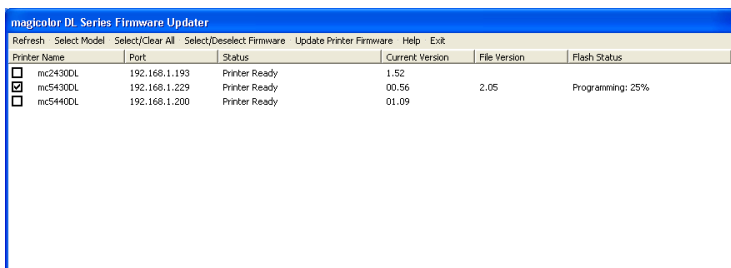 magicolor DL Series Firmware Updater
Refresh Select Model Select/Clear All Select/Deselect Firmware Update Printer Firmware Help Exit
Printer Name Port Status Current Version File Version Flash Status
mc2430DL 192.168.1.193 Printer Ready 1.52
mc5430DL 192.168.1.229 Printer Ready 00.56 2.05 Programming: 25%
mc5440DL 192.168.1.200 Printer Ready 01.09